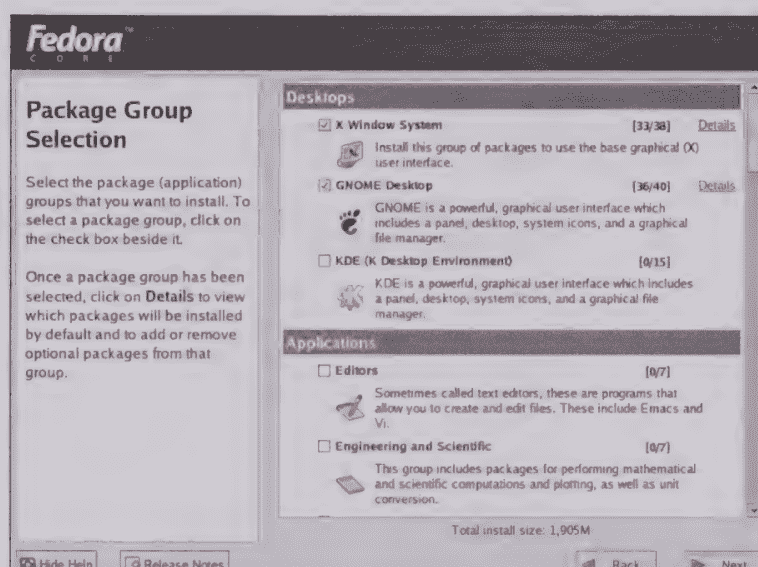 Fedora™
CORE
Package Group
Selection
Select the package (application)
groups that you want to install. To
select a package group, click on
the check box beside it.
Once a package group has been
selected, click on Details to view
which packages will be installed
by default and to add or remove
optional packages from that
group.
Desktops
X Window System [33/38] Details
Install this group of packages to use the base graphical (X)
user interface.
GNOME Desktop [36/40] Details
GNOME is a powerful, graphical user interface which
includes a panel, desktop, system icons, and a graphical
file manager.
KDE (K Desktop Environment) [0/15]
KDE is a powerful, graphical user interface which includes
a panel, desktop, system icons, and a graphical file
manager.
Applications
Editors [0/7]
Sometimes called text editors, these are programs that
allow you to create and edit files. These include Emacs and
Vi.
Engineering and Scientific [0/7]
This group includes packages for performing mathematical
and scientific computations and plotting, as well as unit
conversion.
Total install size: 1,905M
Hide Help Release Notes Back Next